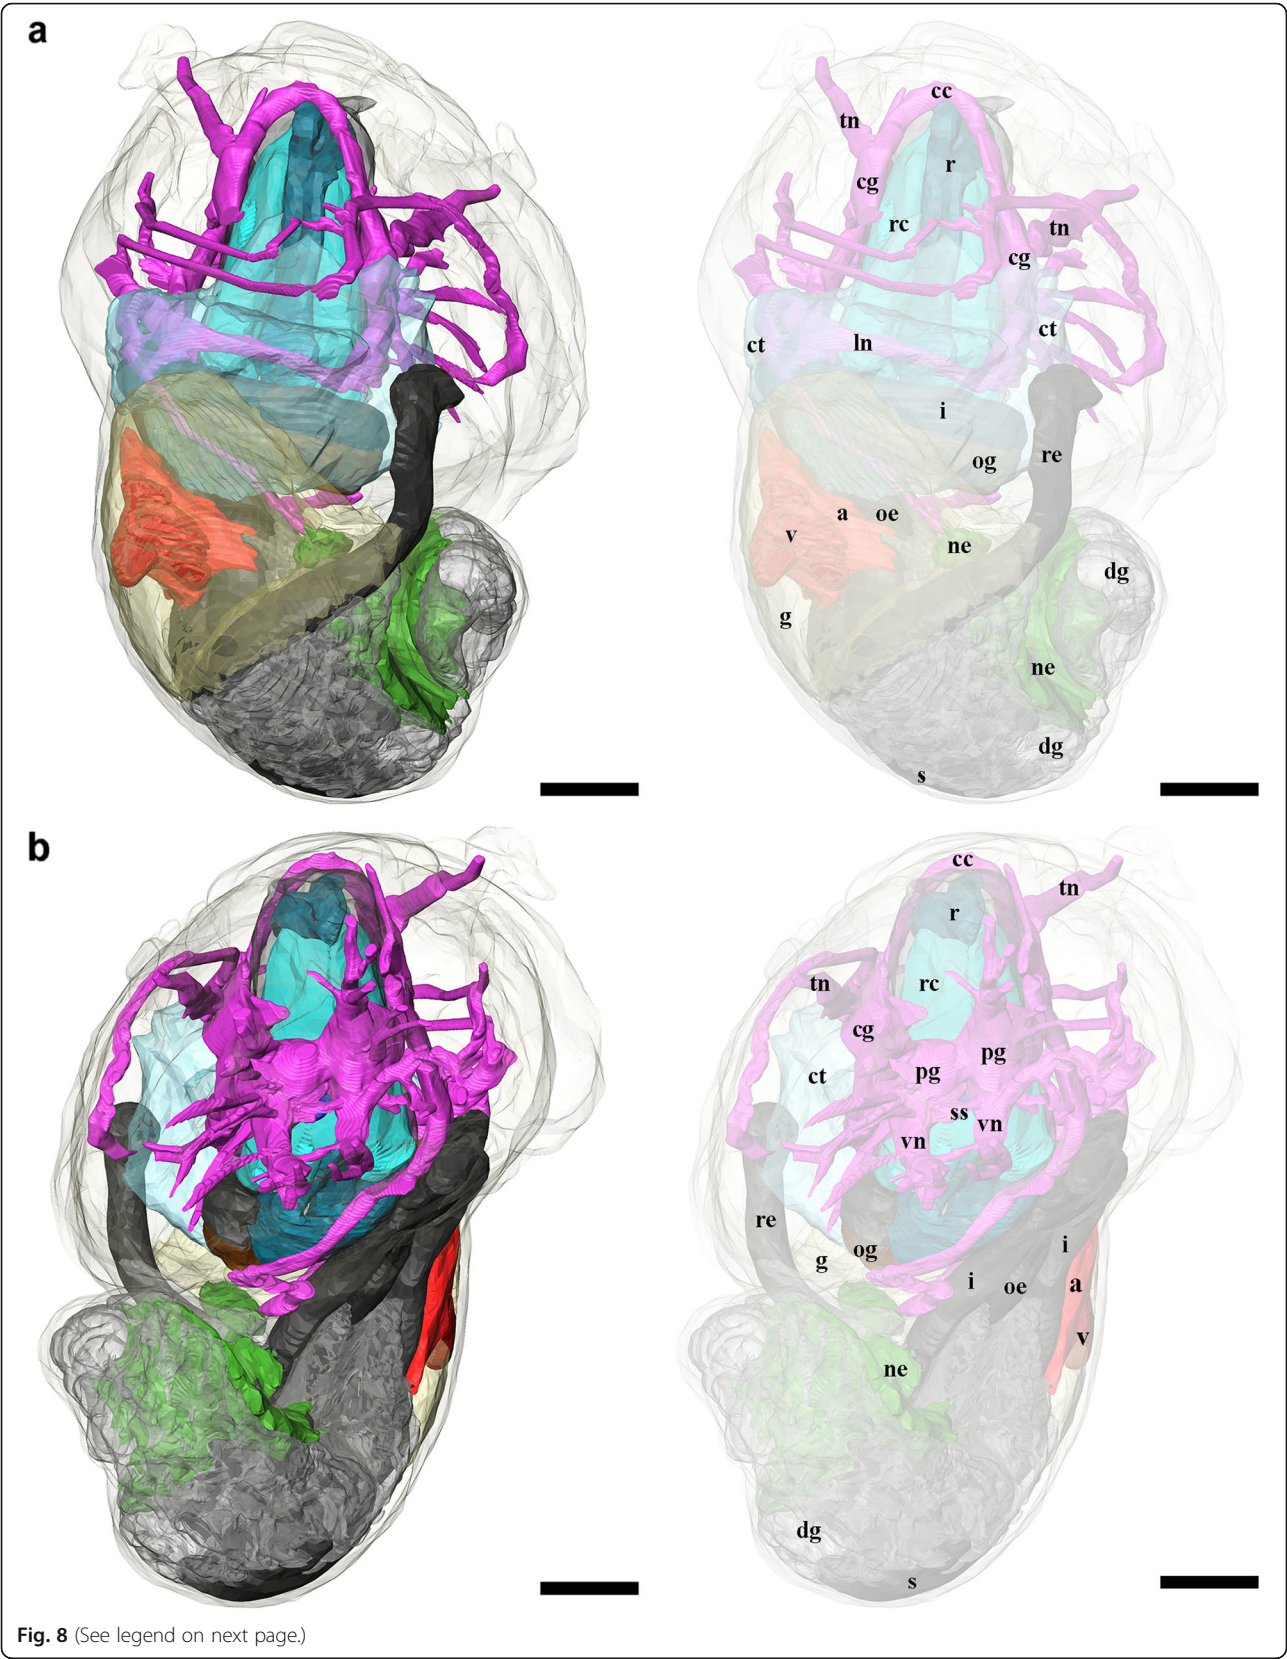 a
cc
tn
r
cg
rc
tn
cg
ct
ln
ct
i
og
re
a
oe
v
ne
dg
g
ne
dg
s
b
cc
tn
r
tn
rc
cg
pg
pg
ct
ss
vn
vn
re
i
og
g
i
oe
a
v
ne
dg
s
Fig. 8 (See legend on next page.)